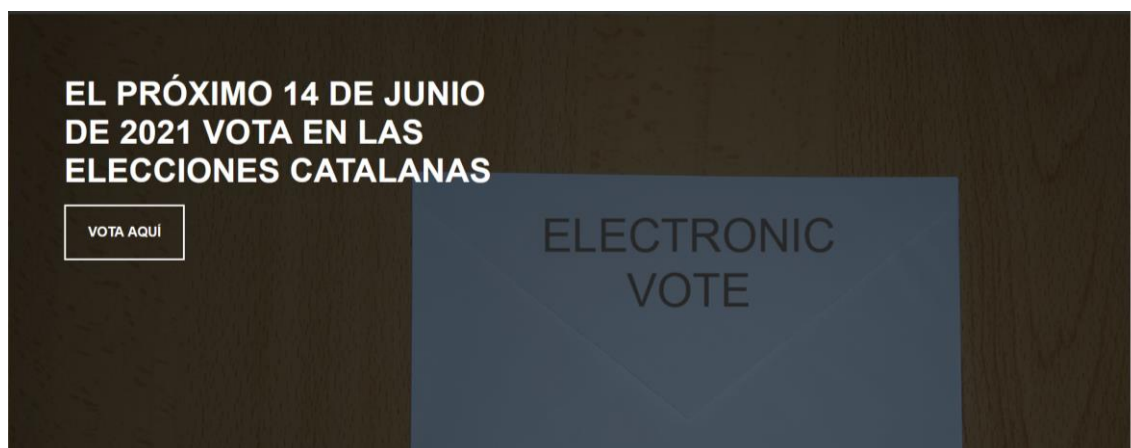 EL PRÓXIMO 14 DE JUNIO
DE 2021 VOTA EN LAS
ELECCIONES CATALANAS
VOTA AQUÍ
ELECTRONIC
VOTE